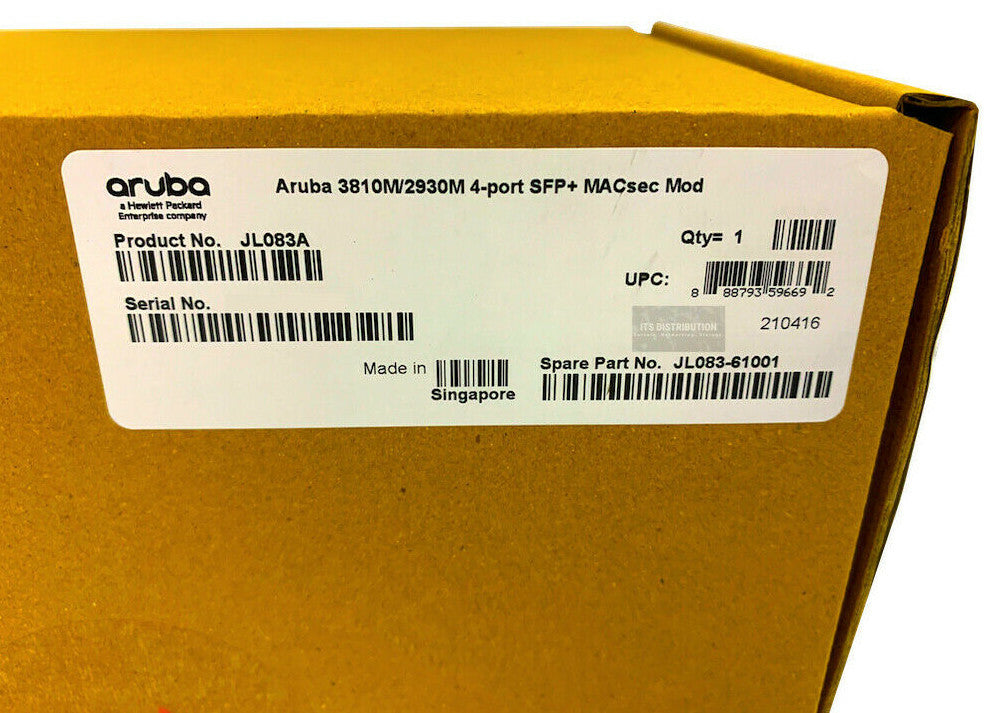 aruba
a Hewlett Packard
Enterprise company
Aruba 3810M/2930M 4-port SFP+ MACsec Mod
Product No. JL083A
Qty= 1
UPC:
8 88793 59669 2
Serial No.
ITS DISTRIBUTION
210416
Made in
Singapore
Spare Part No. JL083-61001